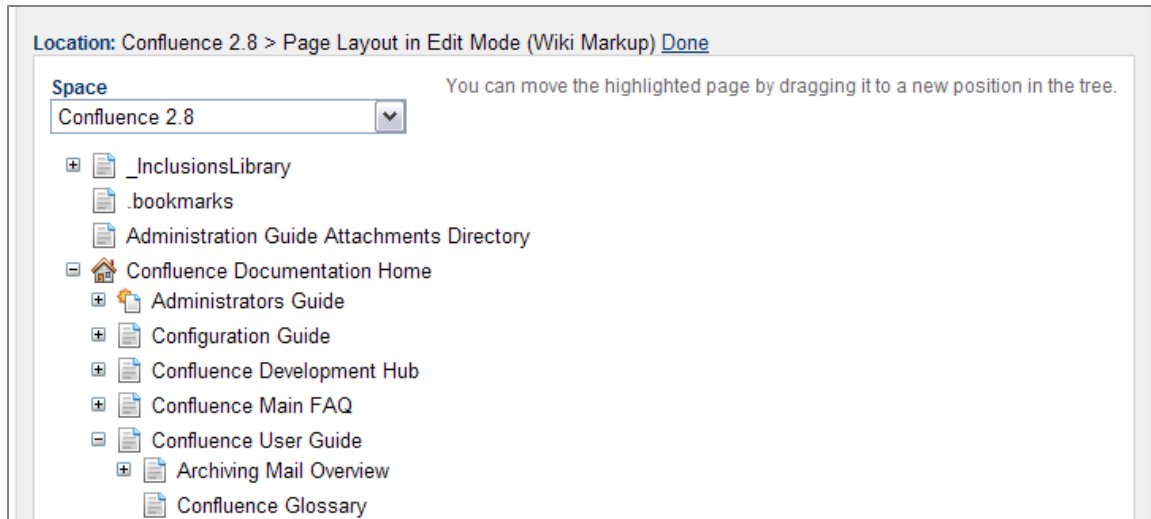 Location: Confluence 2.8 > Page Layout in Edit Mode (Wiki Markup) Done
Space
You can move the highlighted page by dragging it to a new position in the tree.
Confluence 2.8
_InclusionsLibrary
.bookmarks
Administration Guide Attachments Directory
Confluence Documentation Home
Administrators Guide
Configuration Guide
Confluence Development Hub
Confluence Main FAQ
Confluence User Guide
Archiving Mail Overview
Confluence Glossary